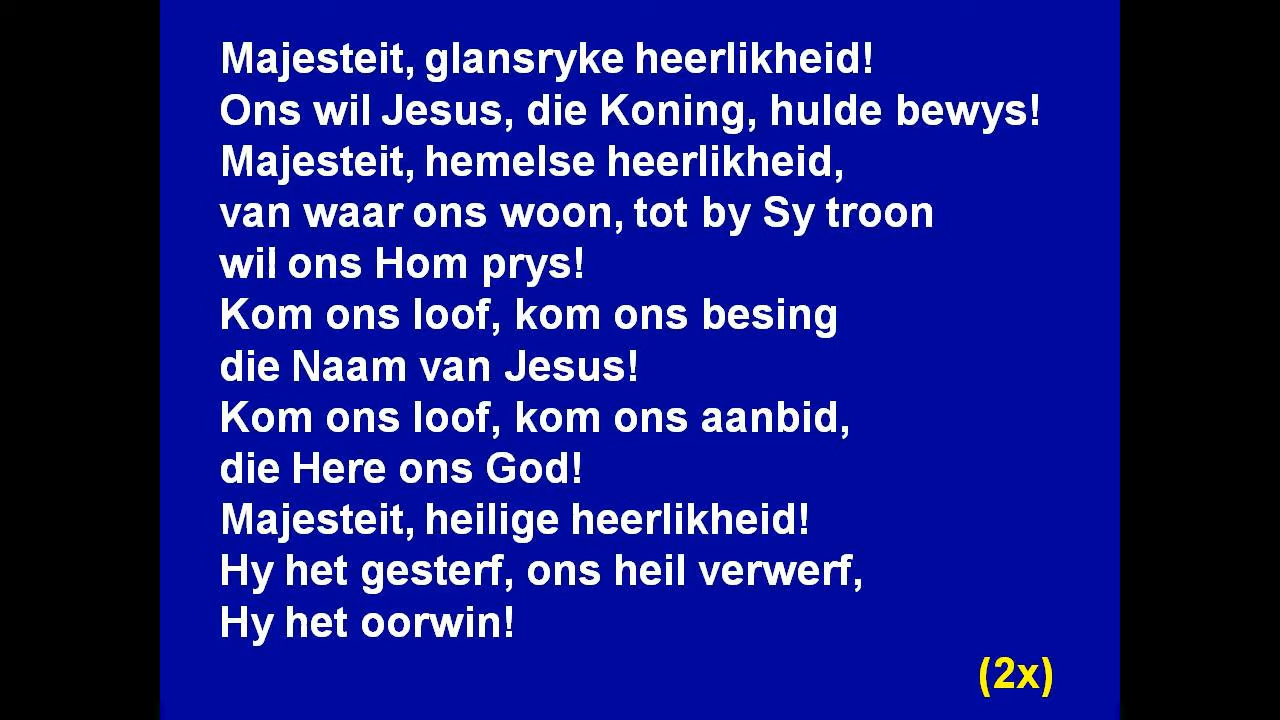 Majesteit, glansryke heerlikheid!
Ons wil Jesus, die Koning, hulde bewys!
Majesteit, hemelse heerlikheid,
van waar ons woon, tot by Sy troon
wil ons Hom prys!
Kom ons loof, kom ons besing
die Naam van Jesus!
Kom ons loof, kom ons aanbid,
die Here ons God!
Majesteit, heilige heerlikheid!
Hy het gesterf, ons heil verwerf,
Hy het oorwin!
(2x)